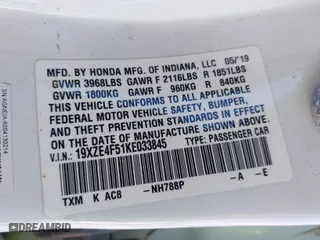 MFD. BY HONDA MFG. OF INDIANA, LLC 05/19
GVWR 3968LBS GAWR F 2116LBS R 1851LBS
GVWR 1800KG GAWR F 960KG R 840KG
THIS VEHICLE CONFORMS TO ALL APPLICABLE
FEDERAL MOTOR VEHICLE SAFETY, BUMPER,
AND THEFT PREVENTION STANDARDS IN EFFECT
ON THE DATE OF MANUFACTURE SHOWN ABOVE.
V.I.N. 19XZE4F51KE033845 TYPE: PASSENGER CAR
TXM K AC8 -NH788P -A -E